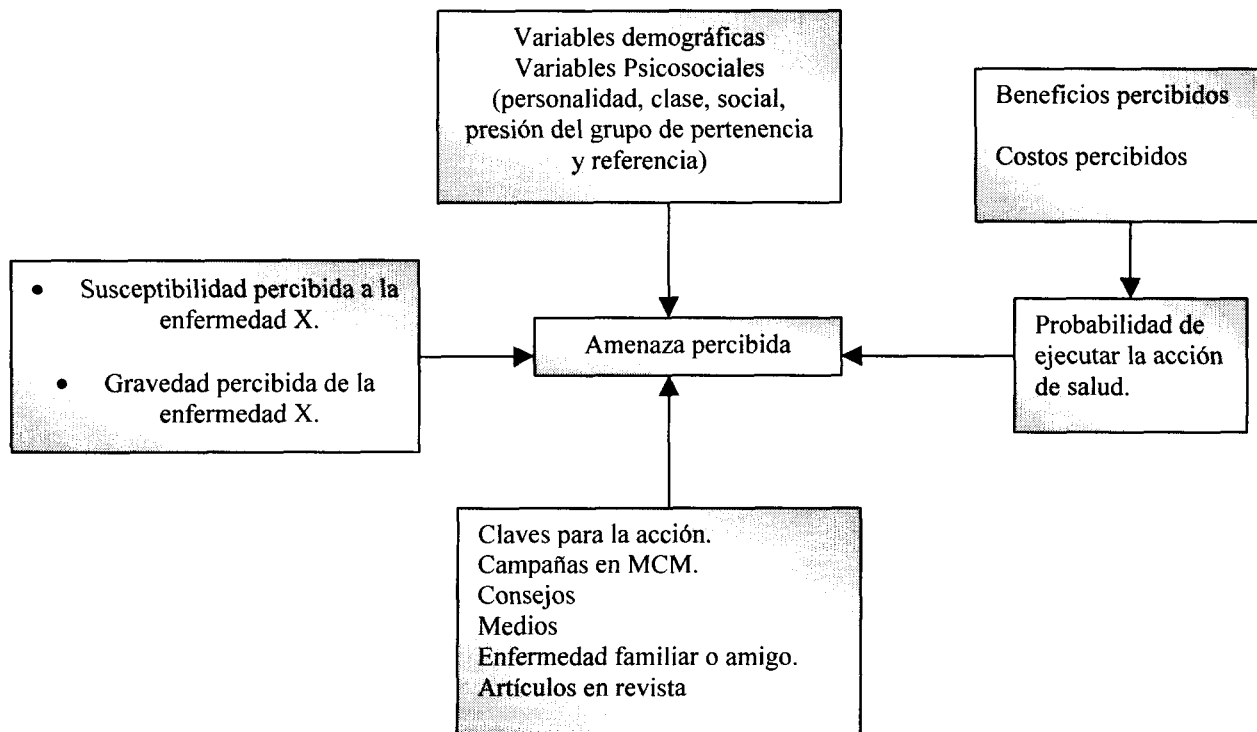 Variables demográficas
Variables Psicosociales
(personalidad, clase, social,
presión del grupo de pertenencia
y referencia)
Beneficios percibidos
Costos percibidos
• Susceptibilidad percibida a la
enfermedad X.
• Gravedad percibida de la
enfermedad X.
Amenaza percibida
Probabilidad de
ejecutar la acción
de salud.
Claves para la acción.
Campañas en MCM.
Consejos
Medios
Enfermedad familiar o amigo.
Artículos en revista